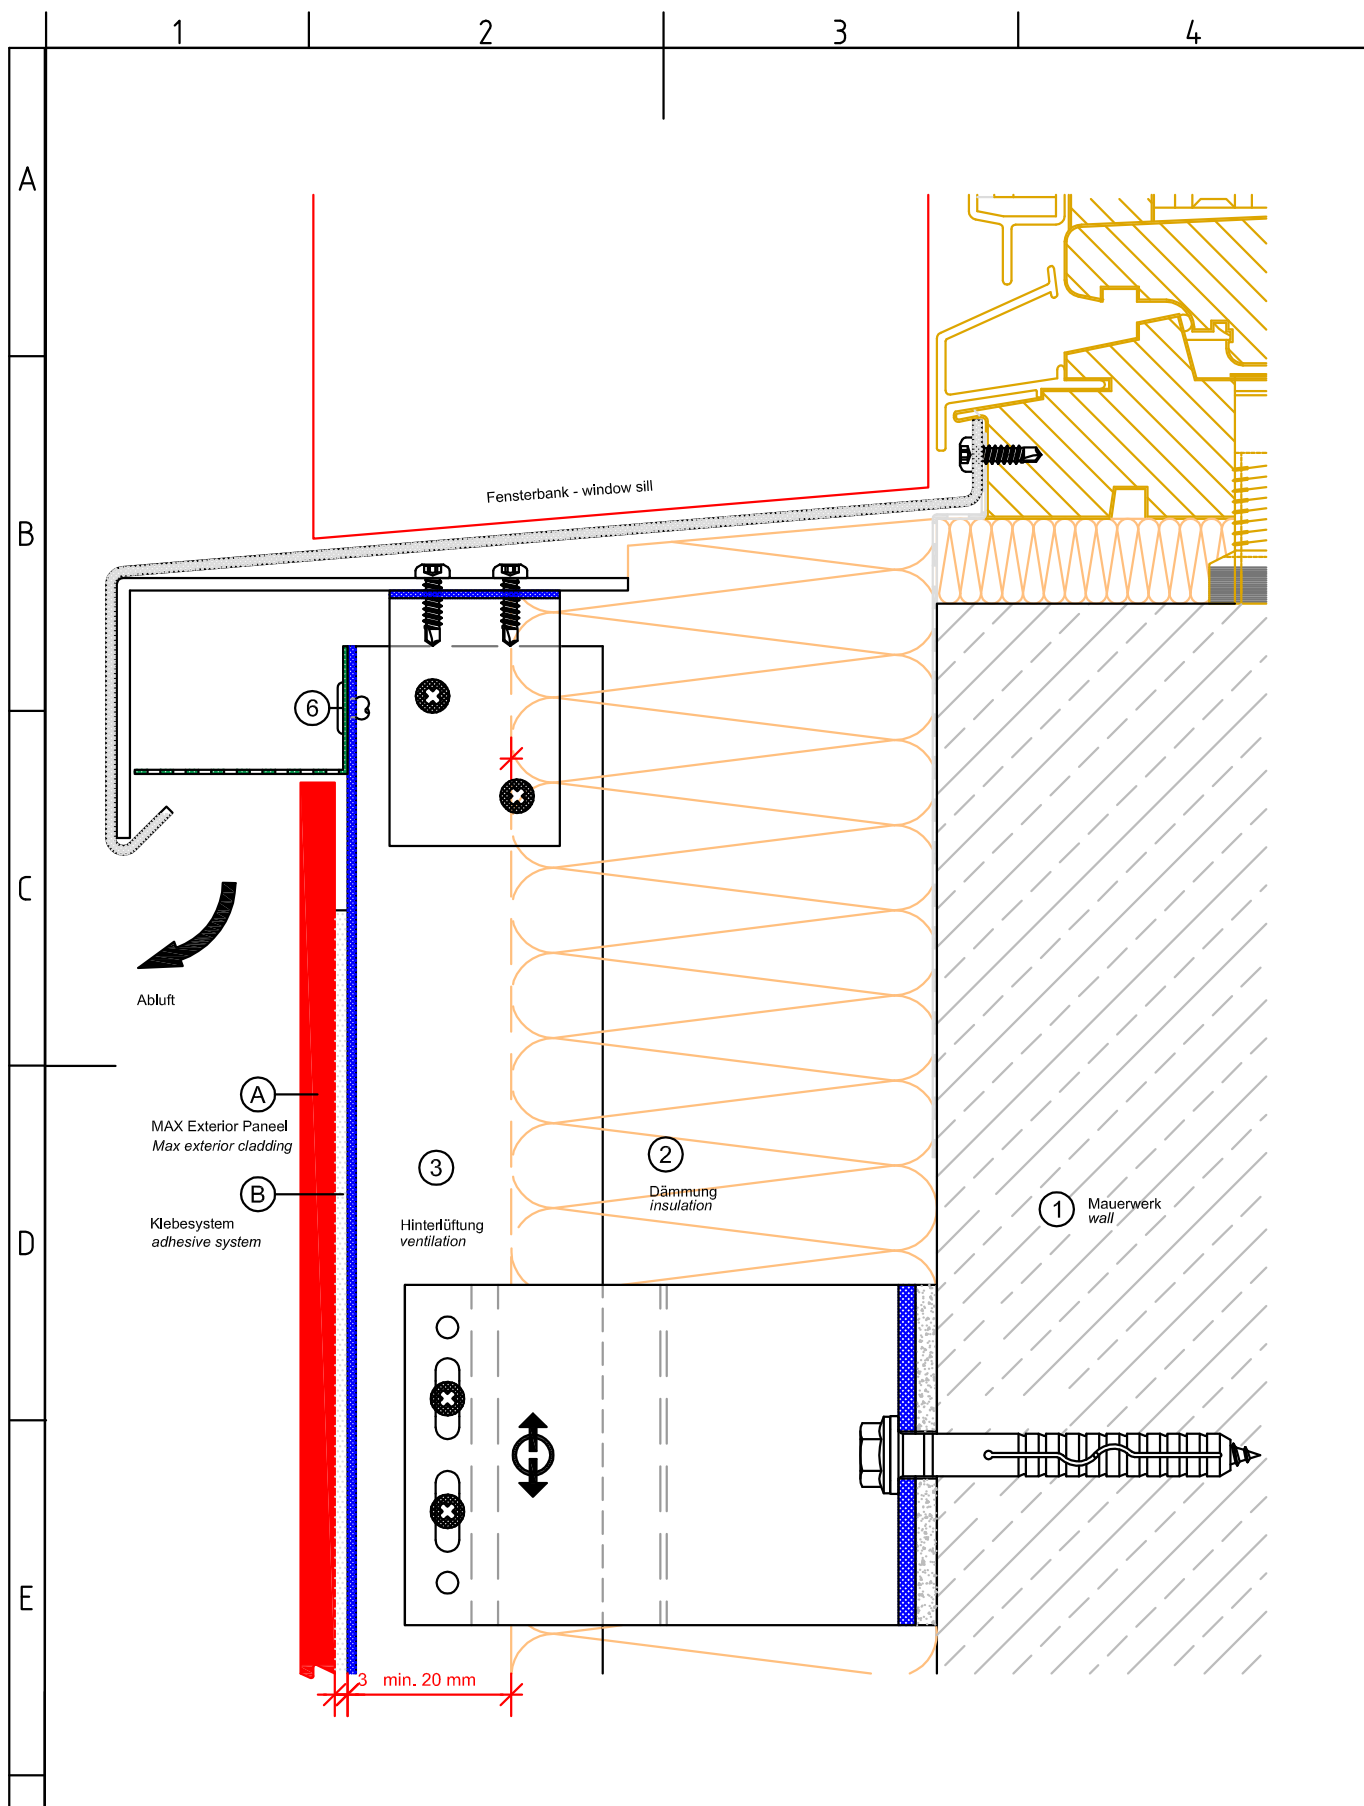 1 2 3 4
A
Fensterbank - window sill
B
6
C
Abluft
A
MAX Exterior Paneel
Max exterior cladding
3
2
Dämmung
insulation
B
1 Mauerwerk
wall
Klebesystem
adhesive system
Hinterlüftung
ventilation
D
E
3 min. 20 mm